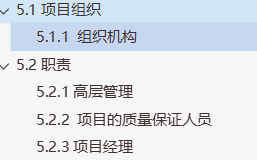 5.1 项目组织
5.1.1 组织机构
5.2 职责
5.2.1 高层管理
5.2.2 项目的质量保证人员
5.2.3 项目经理